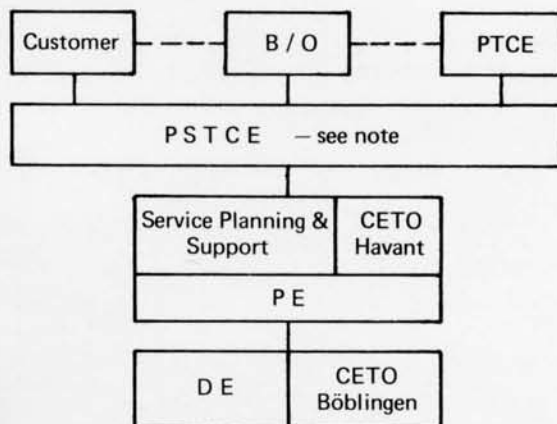 Customer
B / O
PTCE
P S T C E – see note
Service Planning &
Support
CETO
Havant
P E
D E
CETO
Böblingen